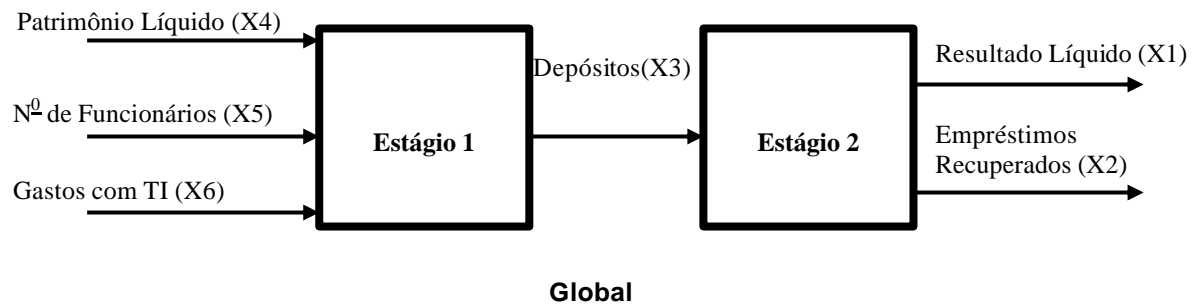 Patrimônio Líquido (X4)
Nº de Funcionários (X5)
Gastos com TI (X6)
Estágio 1
Depósitos(X3)
Estágio 2
Resultado Líquido (X1)
Empréstimos
Recuperados (X2)
Global